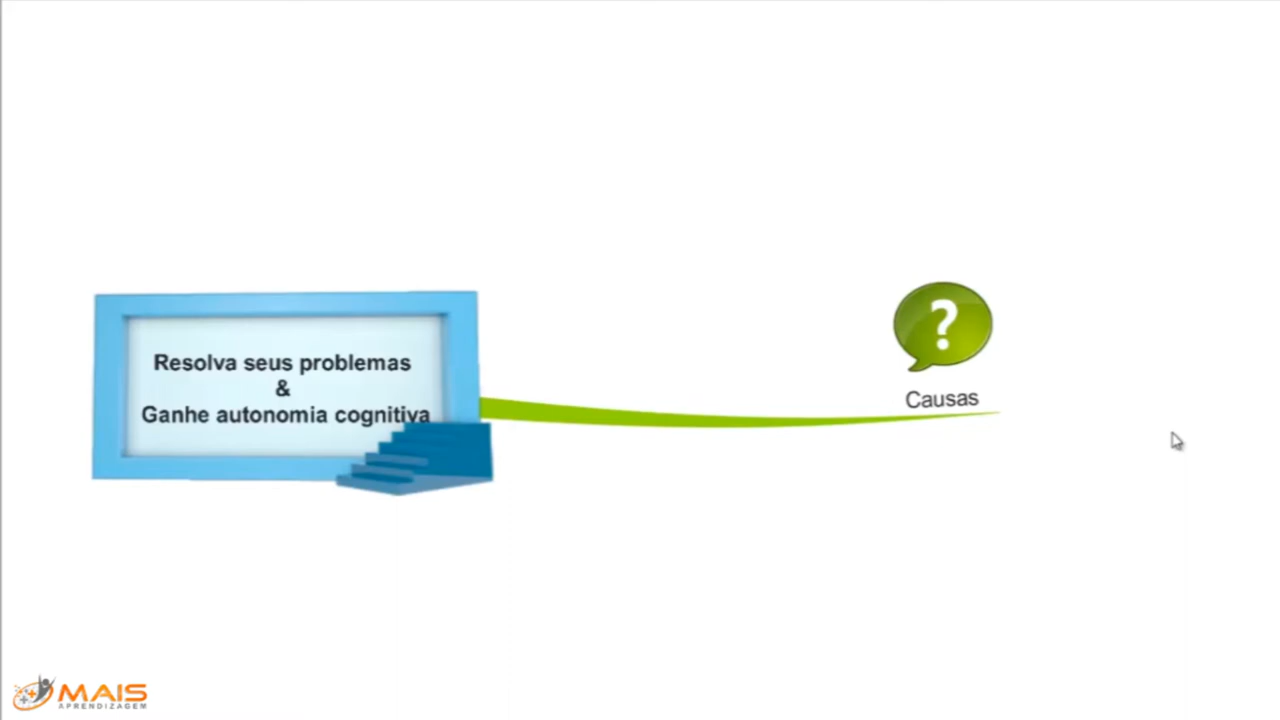 Resolva seus problemas
&
Ganhe autonomia cognitiva
?
Causas
MAIS
APRENDIZAGEM